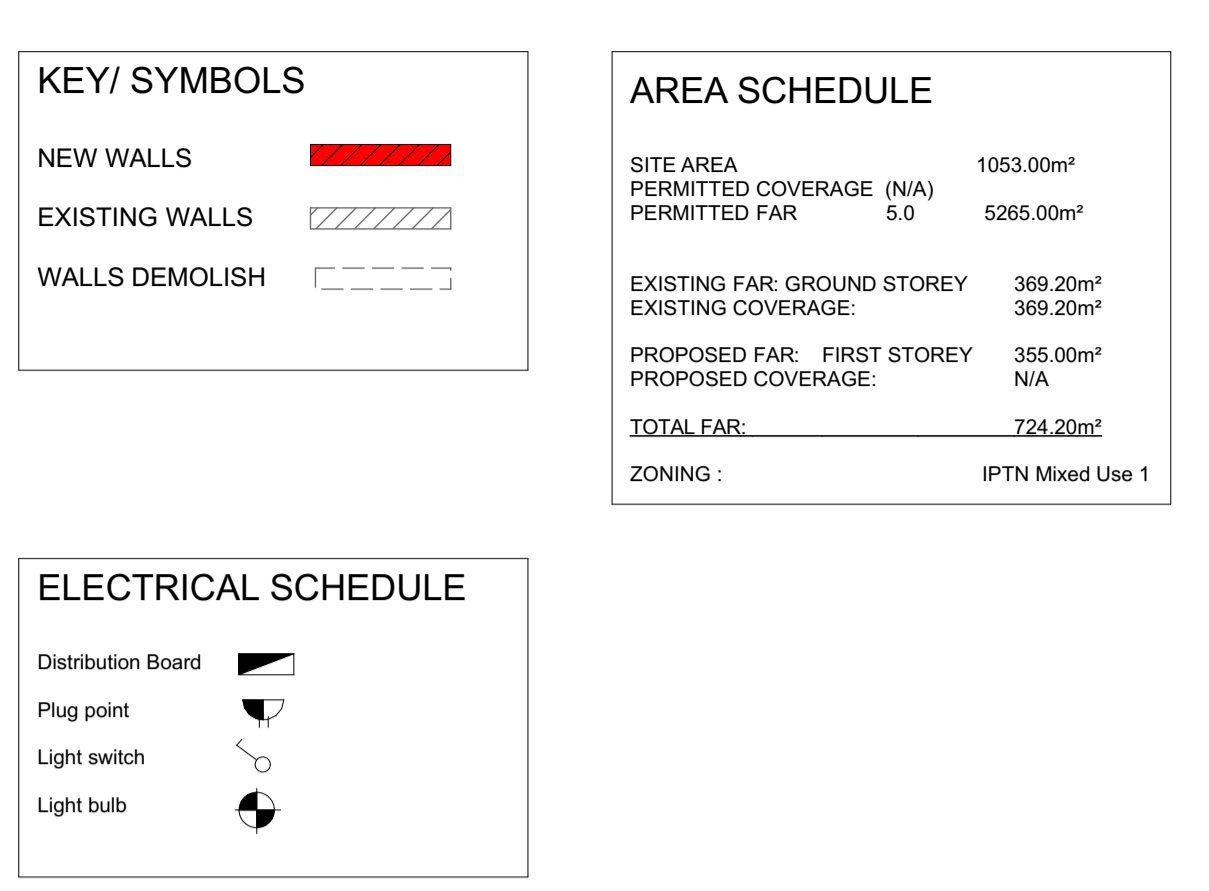 KEY/ SYMBOLS
NEW WALLS
EXISTING WALLS
WALLS DEMOLISH
AREA SCHEDULE
SITE AREA 1053.00m²
PERMITTED COVERAGE (N/A)
PERMITTED FAR 5.0 5265.00m²
EXISTING FAR: GROUND STOREY 369.20m²
EXISTING COVERAGE: 369.20m²
PROPOSED FAR: FIRST STOREY 355.00m²
PROPOSED COVERAGE: N/A
TOTAL FAR: 724.20m²
ZONING : IPTN Mixed Use 1
ELECTRICAL SCHEDULE
Distribution Board
Plug point
Light switch
Light bulb